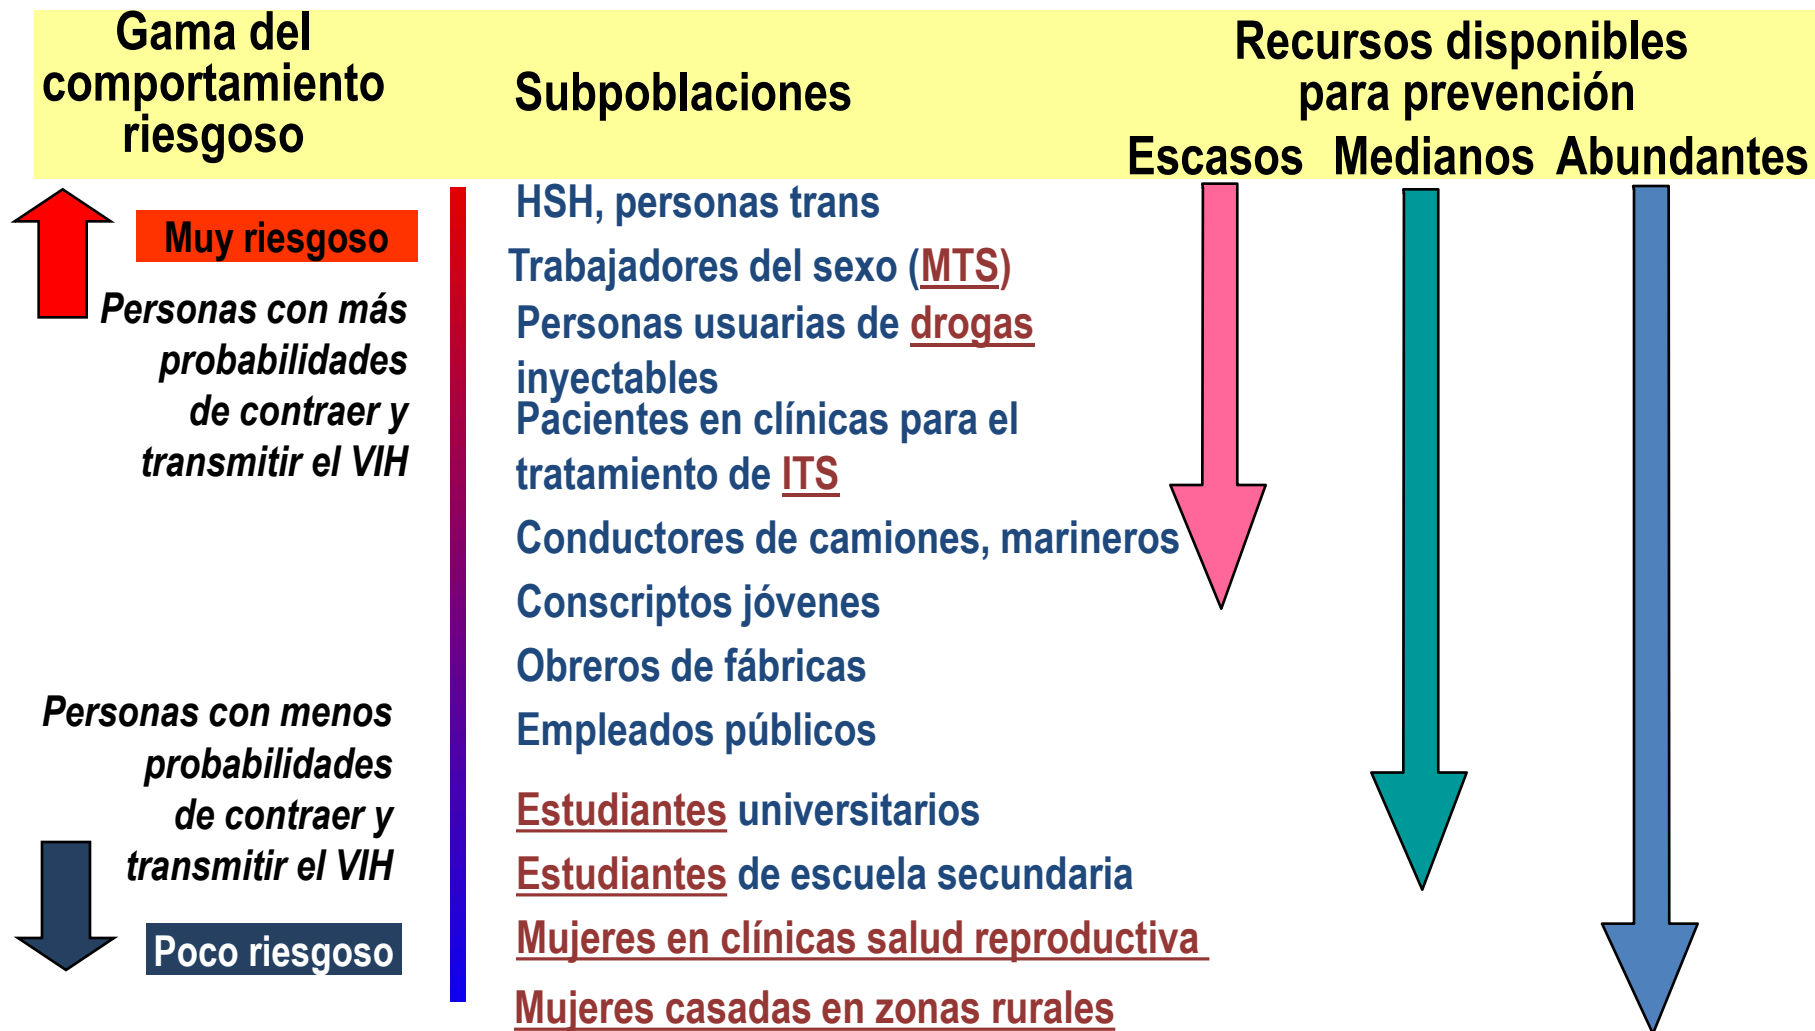 Gama del
comportamiento
riesgoso
Subpoblaciones
Recursos disponibles
para prevención
Escasos Medianos Abundantes
Muy riesgoso
Personas con más
probabilidades
de contraer y
transmitir el VIH
Personas con menos
probabilidades
de contraer y
transmitir el VIH
Poco riesgoso
HSH, personas trans
Trabajadores del sexo (MTS)
Personas usuarias de drogas
inyectables
Pacientes en clínicas para el
tratamiento de ITS
Conductores de camiones, marineros
Conscriptos jóvenes
Obreros de fábricas
Empleados públicos
Estudiantes universitarios
Estudiantes de escuela secundaria
Mujeres en clínicas salud reproductiva
Mujeres casadas en zonas rurales